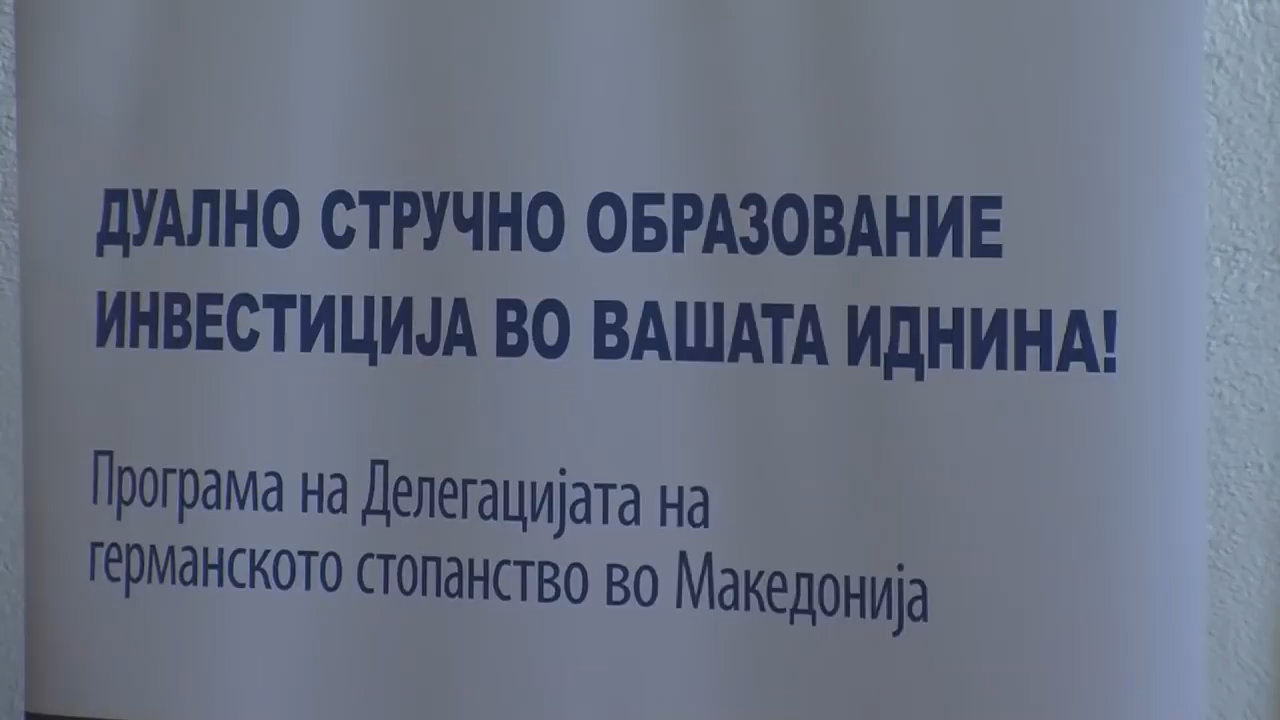 ДУАЛНО СТРУЧНО ОБРАЗОВАНИЕ
ИНВЕСТИЦИЈА ВО ВАШАТА ИДНИНА!
Програма на Делегацијата на
германското стопанство во Македонија